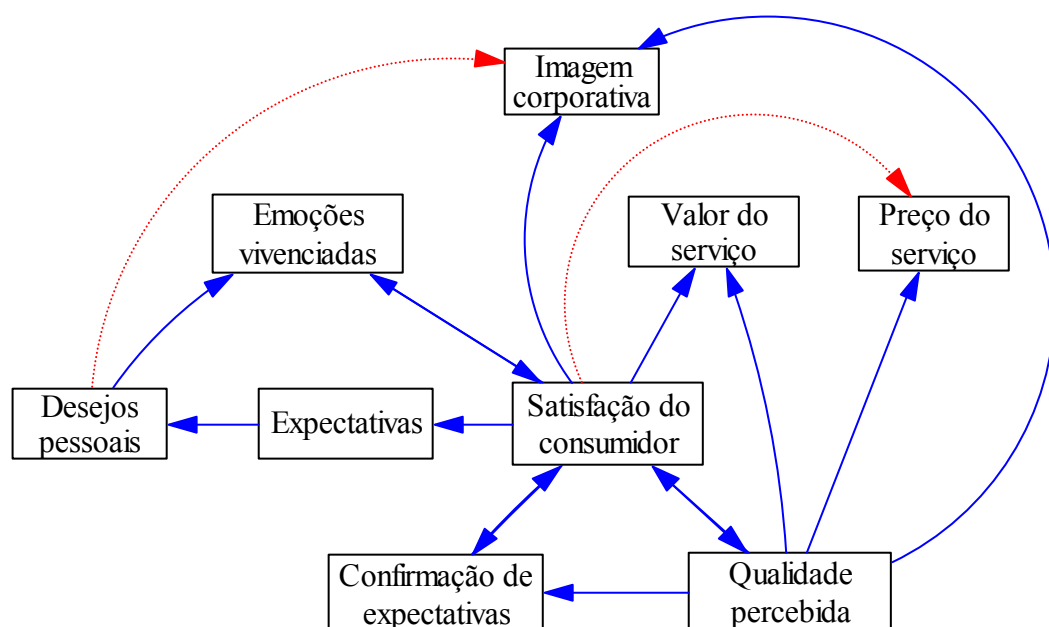 Imagem
corporativa
Emoções
vivenciadas
Valor do
serviço
Preço do
serviço
Desejos
pessoais
Expectativas
Satisfação do
consumidor
Confirmação de
expectativas
Qualidade
percebida